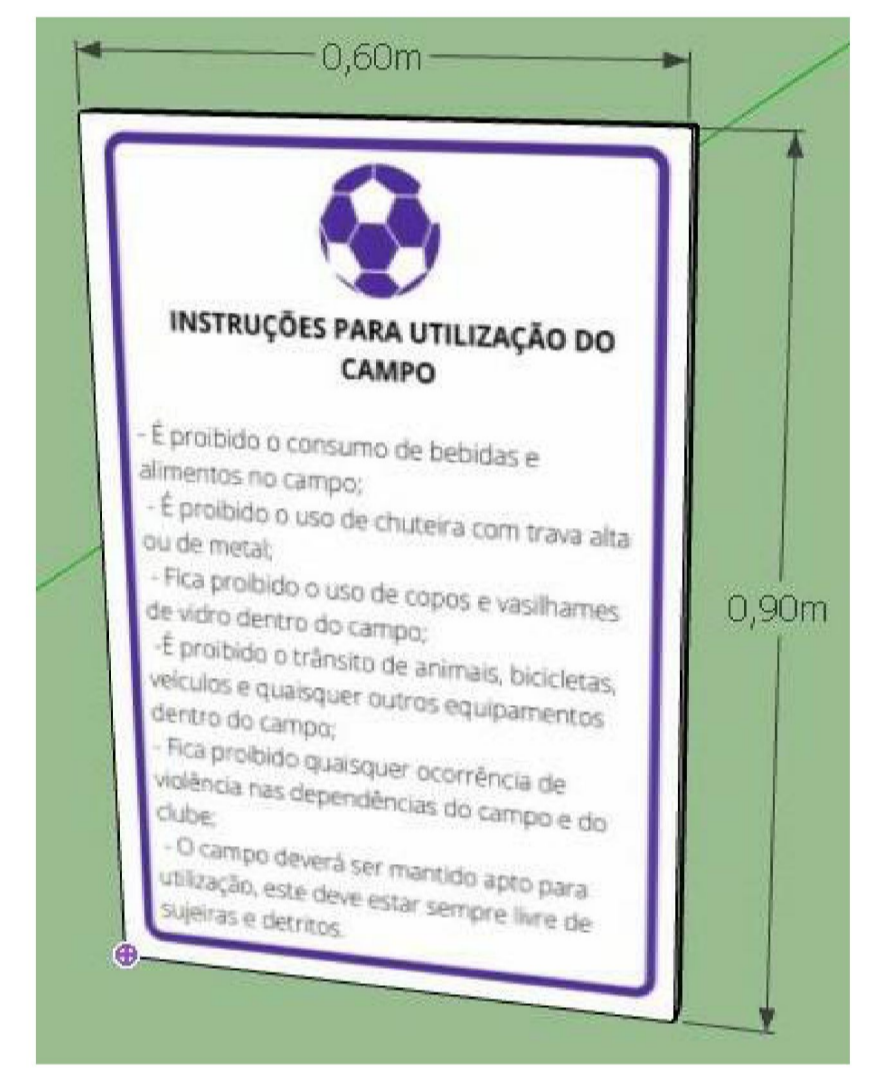 0,60m
INSTRUÇÕES PARA UTILIZAÇÃO DO
CAMPO
- É proibido o consumo de bebidas e
alimentos no campo;
- É proibido o uso de chuteira com trava alta
ou de metal;
- Fica proibido o uso de copos e vasilhames
de vidro dentro do campo;
-É proibido o trânsito de animais, bicicletas,
veículos e quaisquer outros equipamentos
dentro do campo;
- Fica proibido quaisquer ocorrência de
violência nas dependências do campo e do
clube;
- O campo deverá ser mantido apto para
utilização, este deve estar sempre livre de
sujeiras e detritos.
0,90m